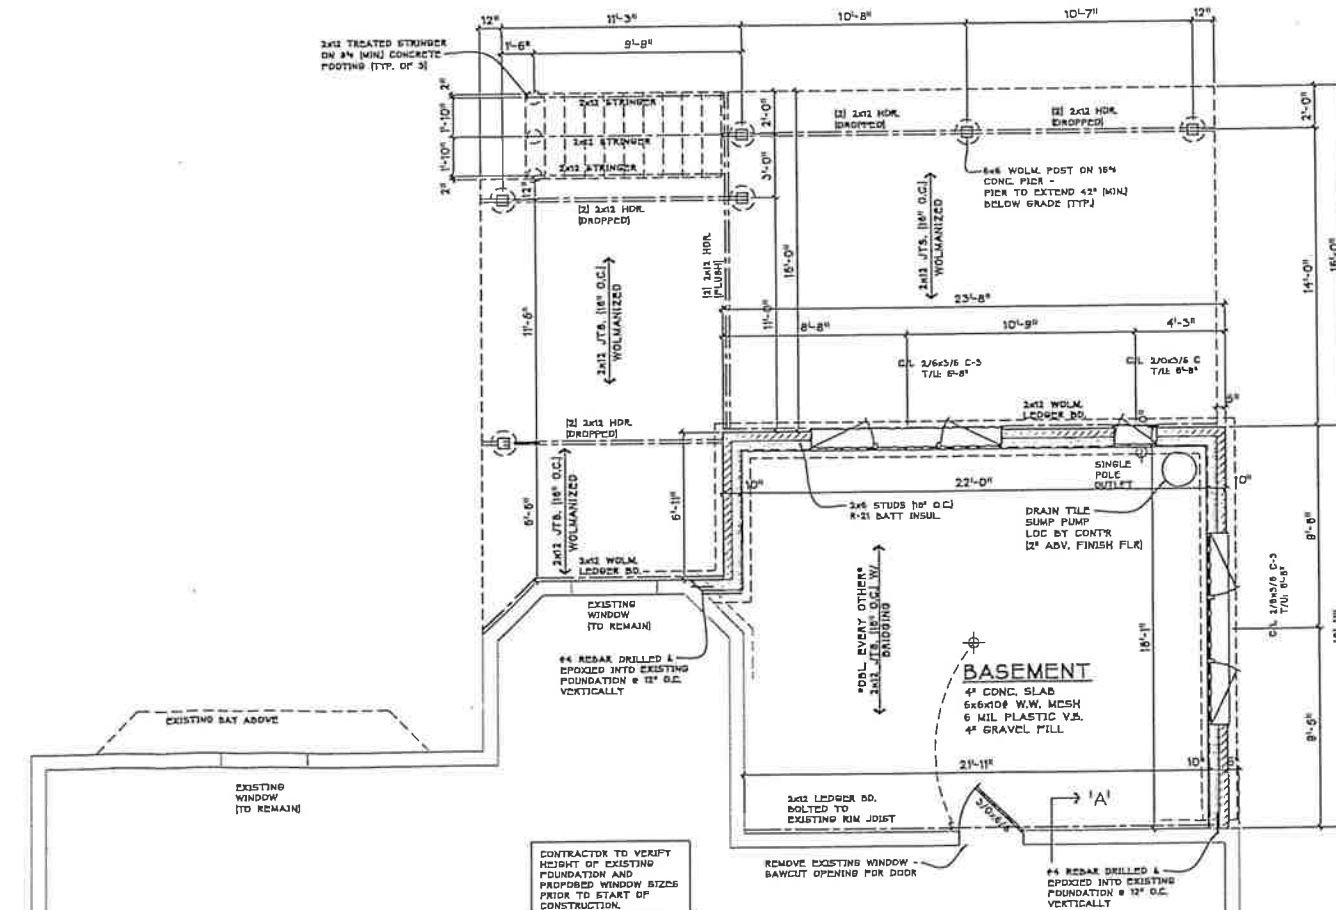 12" 11'-3" 10'-8" 10'-7" 12"
1'-6" 9'-9"
2x12 TREATED STRINGER
ON 8"⌀ (MIN) CONCRETE
FOOTING (TYP. OF 3)
2"
1'-10"
1'-10"
2"
12"
2x12 STRINGER
2x12 STRINGER
2x12 STRINGER
2'-0"
3'-0"
(2) 2x12 HDR.
(DROPPED)
(2) 2x12 HDR.
(DROPPED)
2'-0"
6x6 WOLM. POST ON 18"⌀
CONC. PIER -
PIER TO EXTEND 42" (MIN.)
BELOW GRADE (TYP.)
(2) 2x12 HDR.
(DROPPED)
2x12 JTS. (16" O.C.)
WOLMANIZED
(2) 2x12 HDR.
(FLUSH)
15'-0"
11'-0"
2x12 JTS. (16" O.C.)
WOLMANIZED
14'-0"
23'-8"
8'-8" 10'-9" 4'-3"
C/L 2/6x3/6 C-3
T/U: 6'-8"
C/L 2/0x3/6 C
T/U: 6'-8"
2x12 WOLM.
LEDGER BD.
5"
(2) 2x12 HDR.
(DROPPED)
2x12 JTS. (16" O.C.)
WOLMANIZED
6'-11"
10" 22'-0" 10"
2x6 STUDS (16" O.C.)
R-21 BATT INSUL.
SINGLE
POLE
OUTLET
DRAIN TILE
SUMP PUMP
LOC BY CONT'R
(2" ABV. FINISH FLR)
2x12 WOLM.
LEDGER BD.
EXISTING
WINDOW
(TO REMAIN)
"DBL. EVERY OTHER"
2x12 JTS. (16" O.C.) W/
BRIDGING
18'-1"
C/L 2/6x3/6 C-3
T/U: 6'-8"
#4 REBAR DRILLED &
EPOXIED INTO EXISTING
FOUNDATION @ 12" O.C.
VERTICALLY
BASEMENT
4" CONC. SLAB
6x6x10# W.W. MESH
6 MIL PLASTIC V.B.
4" GRAVEL FILL
EXISTING BAY ABOVE
EXISTING
WINDOW
(TO REMAIN)
21'-11" 10" 5"
2x12 LEDGER BD.
BOLTED TO
EXISTING RIM JOIST
3/0x6/8
'A'
REMOVE EXISTING WINDOW -
SAWCUT OPENING FOR DOOR
#4 REBAR DRILLED &
EPOXIED INTO EXISTING
FOUNDATION @ 12" O.C.
VERTICALLY
CONTRACTOR TO VERIFY
HEIGHT OF EXISTING
FOUNDATION AND
PROPOSED WINDOW SIZES
PRIOR TO START OF
CONSTRUCTION.